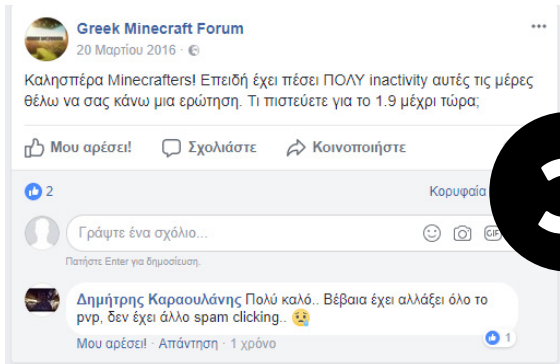 Greek Minecraft Forum
20 Μαρτίου 2016 ·
Καλησπέρα Minecrafters! Επειδή έχει πέσει ΠΟΛΥ inactivity αυτές τις μέρες
θέλω να σας κάνω μια ερώτηση. Τι πιστεύετε για το 1.9 μέχρι τώρα;
Μου αρέσει! Σχολιάστε Κοινοποιήστε
2 Κορυφαία
Γράψτε ένα σχόλιο... GIF
Πατήστε Enter για δημοσίευση.
Δημήτρης Καραουλάνης Πολύ καλό.. Βέβαια έχει αλλάξει όλο το
pvp, δεν έχει άλλο spam clicking.. 😢
Μου αρέσει! · Απάντηση · 1 χρόνο 1